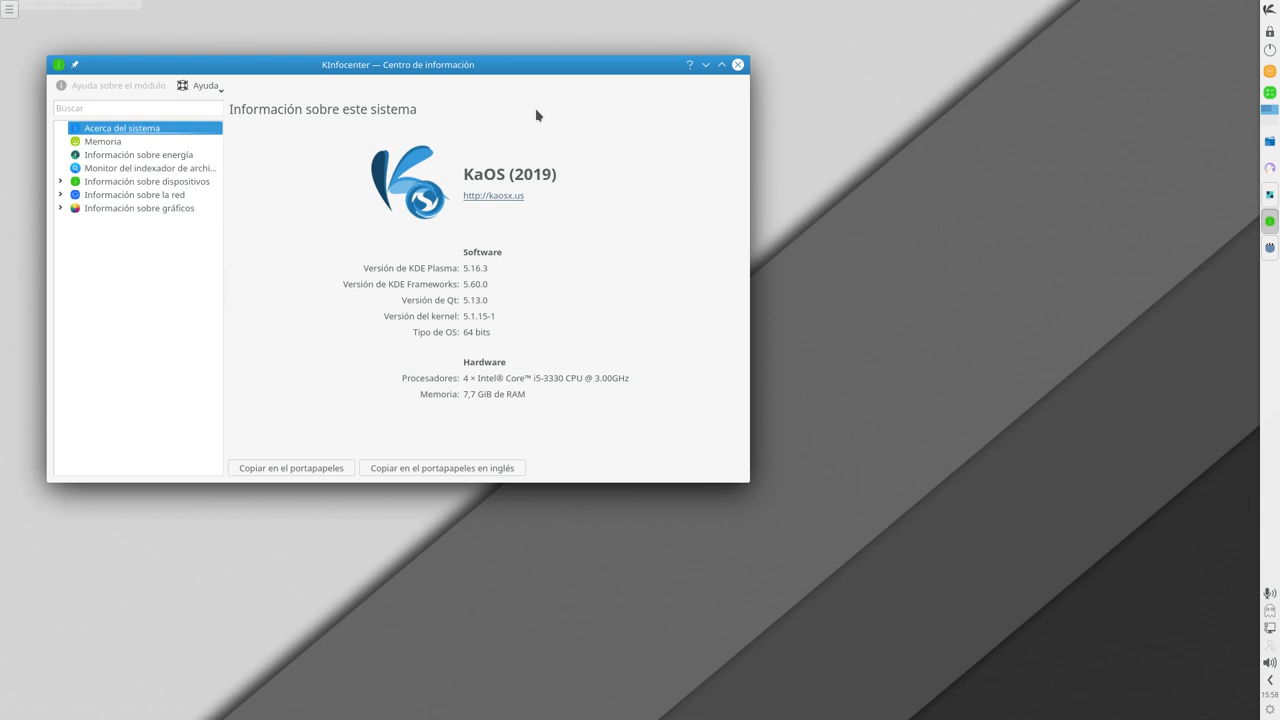 KInfocenter — Centro de información
?
Ayuda sobre el módulo
Ayuda
Buscar
Información sobre este sistema
Acerca del sistema
Memoria
Información sobre energía
Monitor del indexador de archi...
Información sobre dispositivos
Información sobre la red
Información sobre gráficos
KaOS (2019)
http://kaosx.us
Software
Versión de KDE Plasma: 5.16.3
Versión de KDE Frameworks: 5.60.0
Versión de Qt: 5.13.0
Versión del kernel: 5.1.15-1
Tipo de OS: 64 bits
Hardware
Procesadores: 4 × Intel® Core™ i5-3330 CPU @ 3.00GHz
Memoria: 7,7 GiB de RAM
Copiar en el portapapeles
Copiar en el portapapeles en inglés
15:58